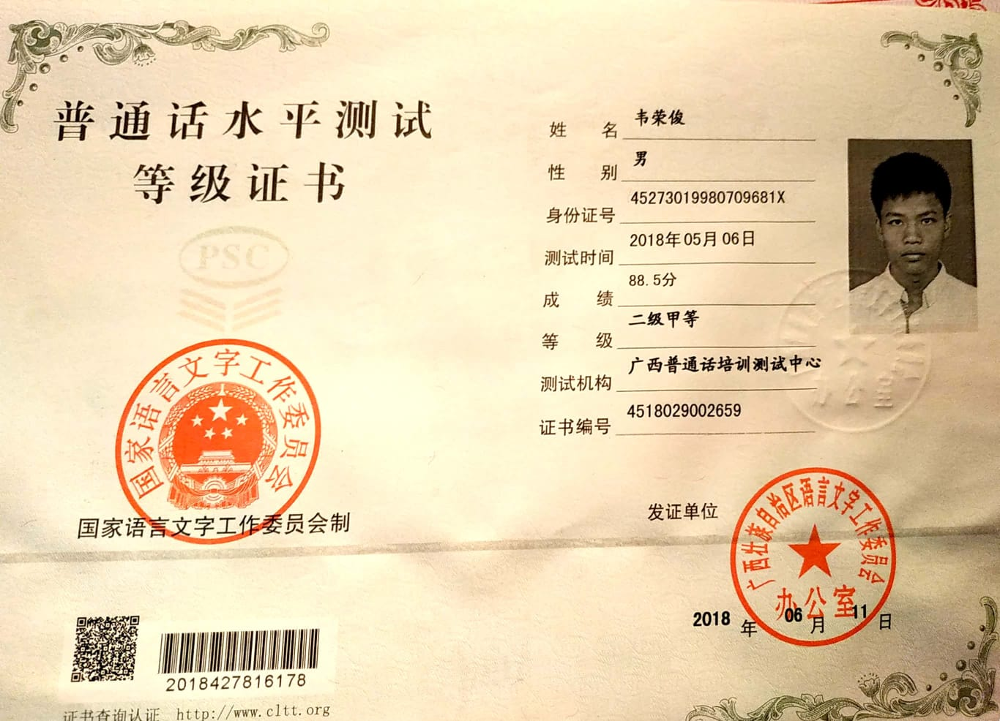 普通话水平测试
等级证书
PSC
国家语言文字工作委员会
国家语言文字工作委员会制
2018427816178
证书查询认证 http://www.cltt.org
姓 名 韦荣俊
性 别 男
身份证号 45273019980709681X
测试时间 2018年05月06日
成 绩 88.5分
等 级 二级甲等
测试机构 广西普通话培训测试中心
证书编号 4518029002659
发证单位
广西壮族自治区语言文字工作委员会
办公室
2018 年 06 月 11 日
办公室